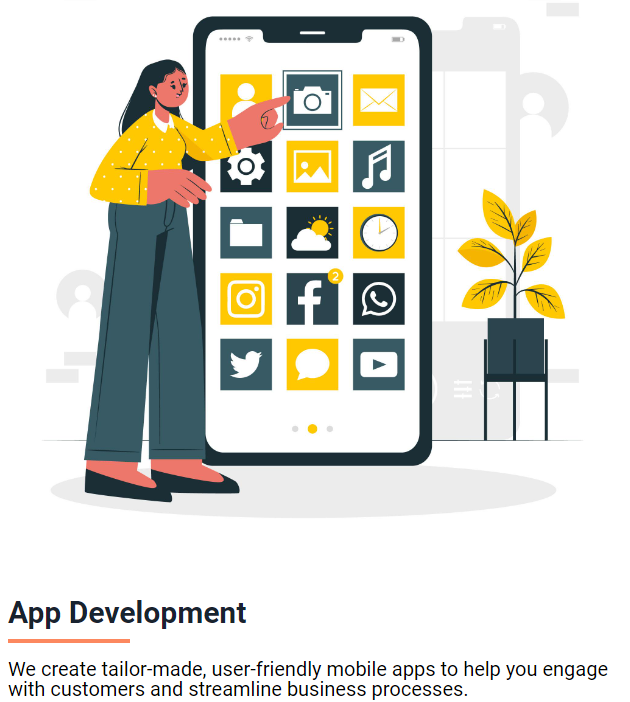 2
App Development
We create tailor-made, user-friendly mobile apps to help you engage
with customers and streamline business processes.